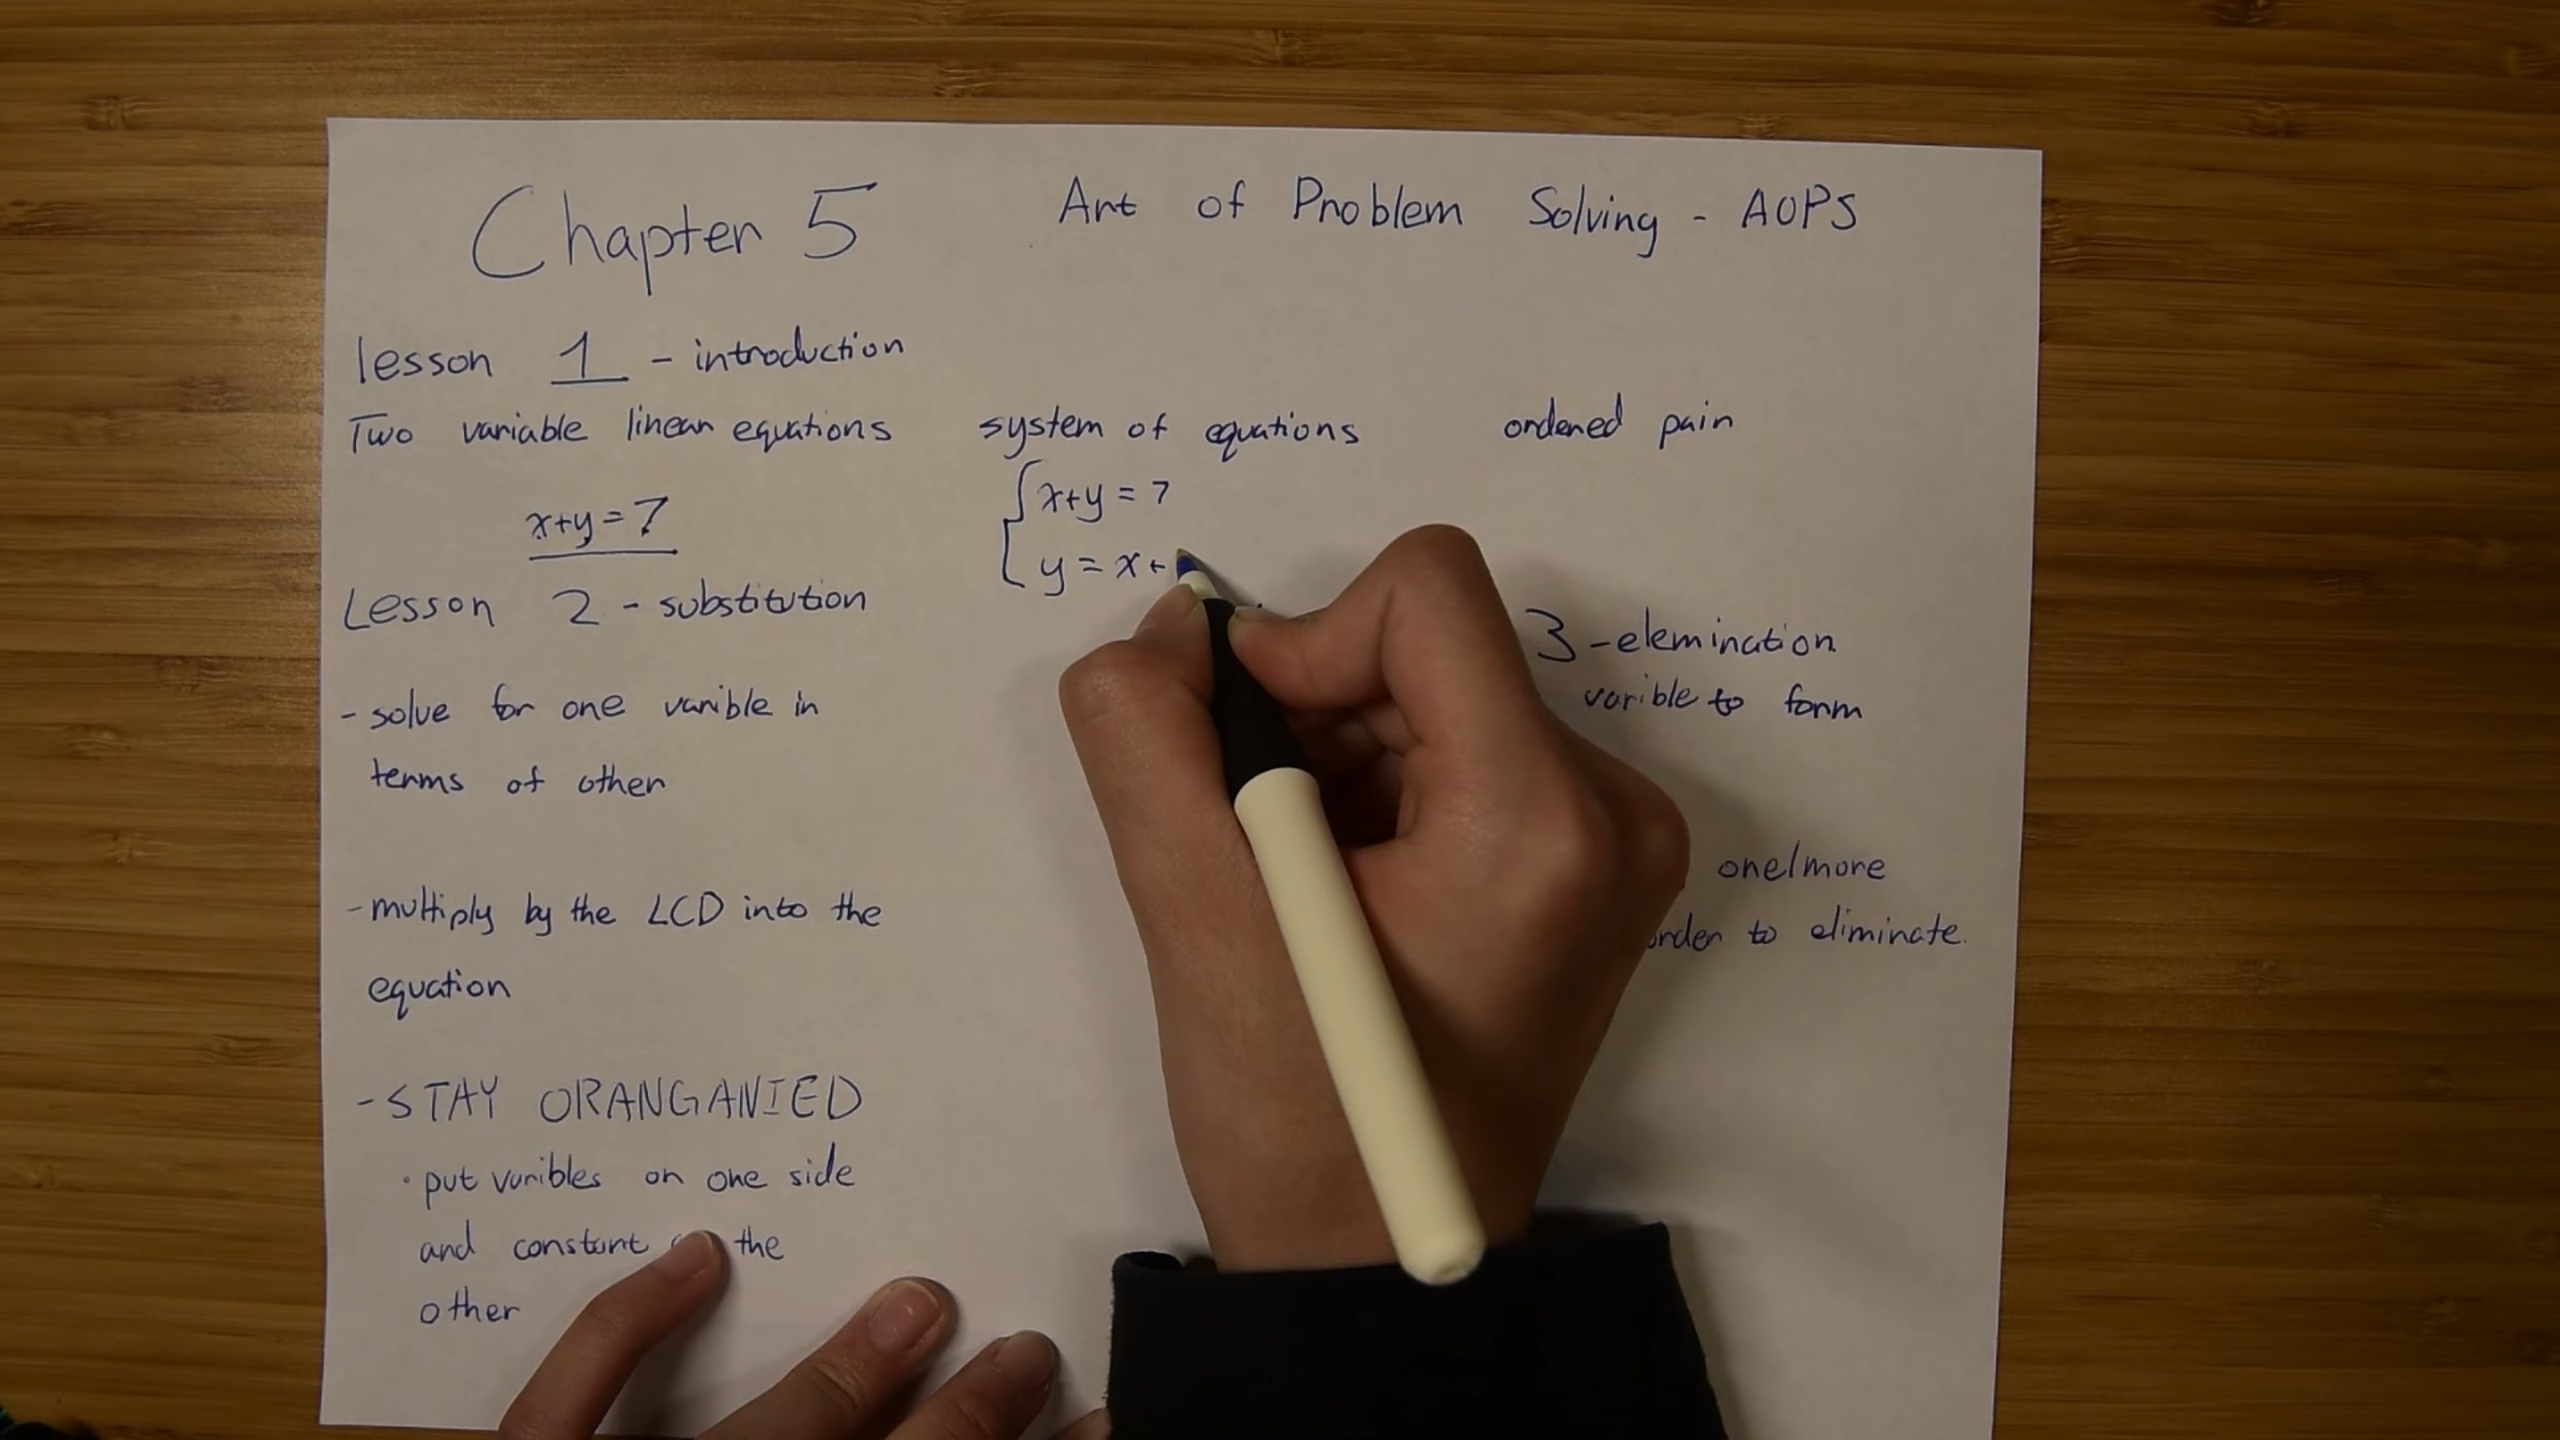 Chapter 5
Art of Problem Solving - AOPS
lesson 1 - introduction
Two variable linear equations
x+y=7
system of equations
x+y = 7
y = x+
ordered pair
Lesson 2 - substitution
- solve for one varible in
terms of other
- multiply by the LCD into the
equation
- STAY ORANGANIED
• put varibles on one side
and constant the
other
3 - elemination
varible to form
one/more
order to eliminate.